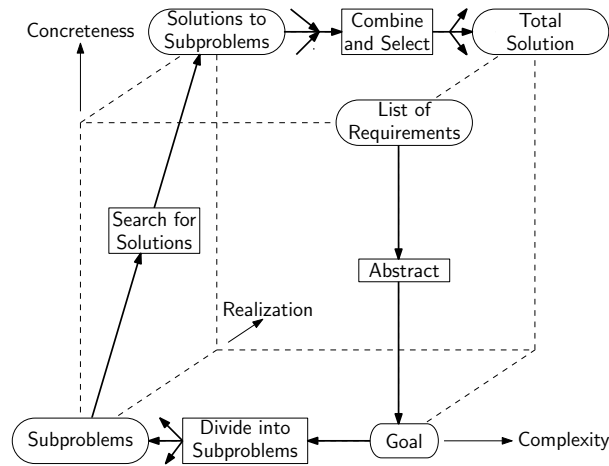 Solutions to
Subproblems
Combine
and Select
Total
Solution
Concreteness
List of
Requirements
Search for
Solutions
Abstract
Realization
Subproblems
Divide into
Subproblems
Goal
Complexity